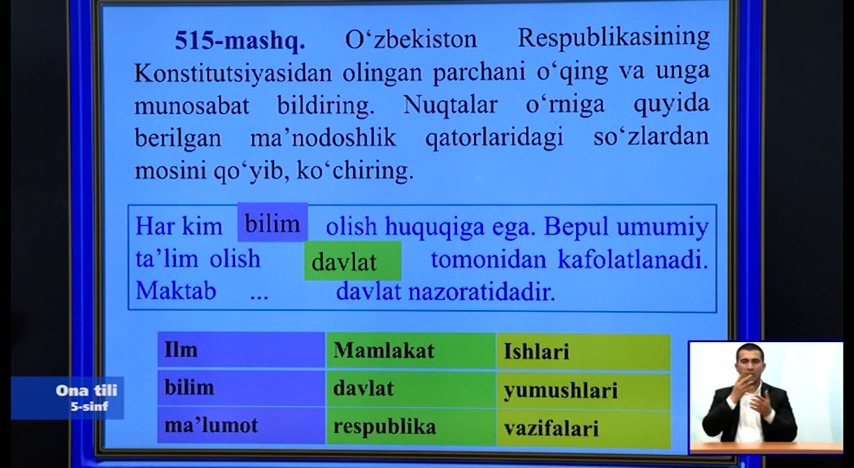 515-mashq. O‘zbekiston Respublikasining
Konstitutsiyasidan olingan parchani o‘qing va unga
munosabat bildiring. Nuqtalar o‘rniga quyida
berilgan ma’nodoshlik qatorlaridagi so‘zlardan
mosini qo‘yib, ko‘chiring.
Har kim bilim olish huquqiga ega. Bepul umumiy
ta’lim olish davlat tomonidan kafolatlanadi.
Maktab ... davlat nazoratidadir.
Ilm Mamlakat Ishlari
bilim davlat yumushlari
ma’lumot respublika vazifalari
Ona tili
5-sinf